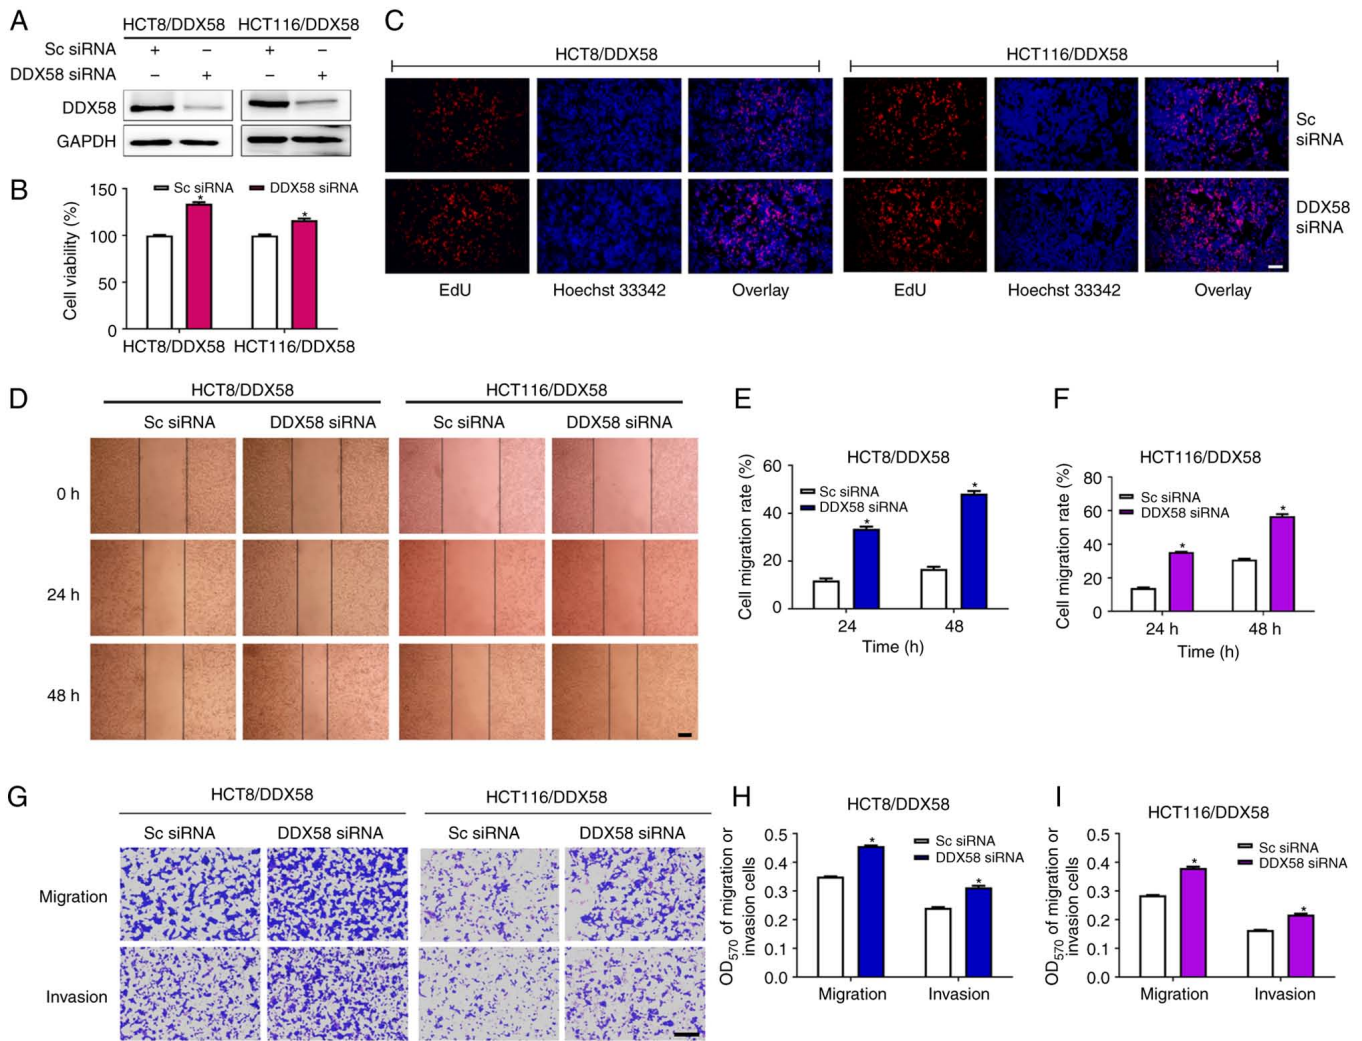 A
HCT8/DDX58 HCT116/DDX58
Sc siRNA + – + –
DDX58 siRNA – + – +
DDX58
GAPDH
B
Sc siRNA DDX58 siRNA
Cell viability (%)
150
100
50
0
* *
HCT8/DDX58 HCT116/DDX58
C
HCT8/DDX58 HCT116/DDX58
Sc
siRNA
DDX58
siRNA
EdU Hoechst 33342 Overlay EdU Hoechst 33342 Overlay
D
HCT8/DDX58 HCT116/DDX58
Sc siRNA DDX58 siRNA Sc siRNA DDX58 siRNA
0 h
24 h
48 h
E
HCT8/DDX58
Sc siRNA
DDX58 siRNA
Cell migration rate (%)
60
40
20
0
* *
24 48
Time (h)
F
HCT116/DDX58
Sc siRNA
DDX58 siRNA
Cell migration rate (%)
80
60
40
20
0
* *
24 h 48 h
Time (h)
G
HCT8/DDX58 HCT116/DDX58
Sc siRNA DDX58 siRNA Sc siRNA DDX58 siRNA
Migration
Invasion
H
HCT8/DDX58
Sc siRNA
DDX58 siRNA
OD570 of migration or
invasion cells
0.5
0.4
0.3
0.2
0.1
0.0
* *
Migration Invasion
I
HCT116/DDX58
Sc siRNA
DDX58 siRNA
OD570 of migration or
invasion cells
0.5
0.4
0.3
0.2
0.1
0.0
* *
Migration Invasion